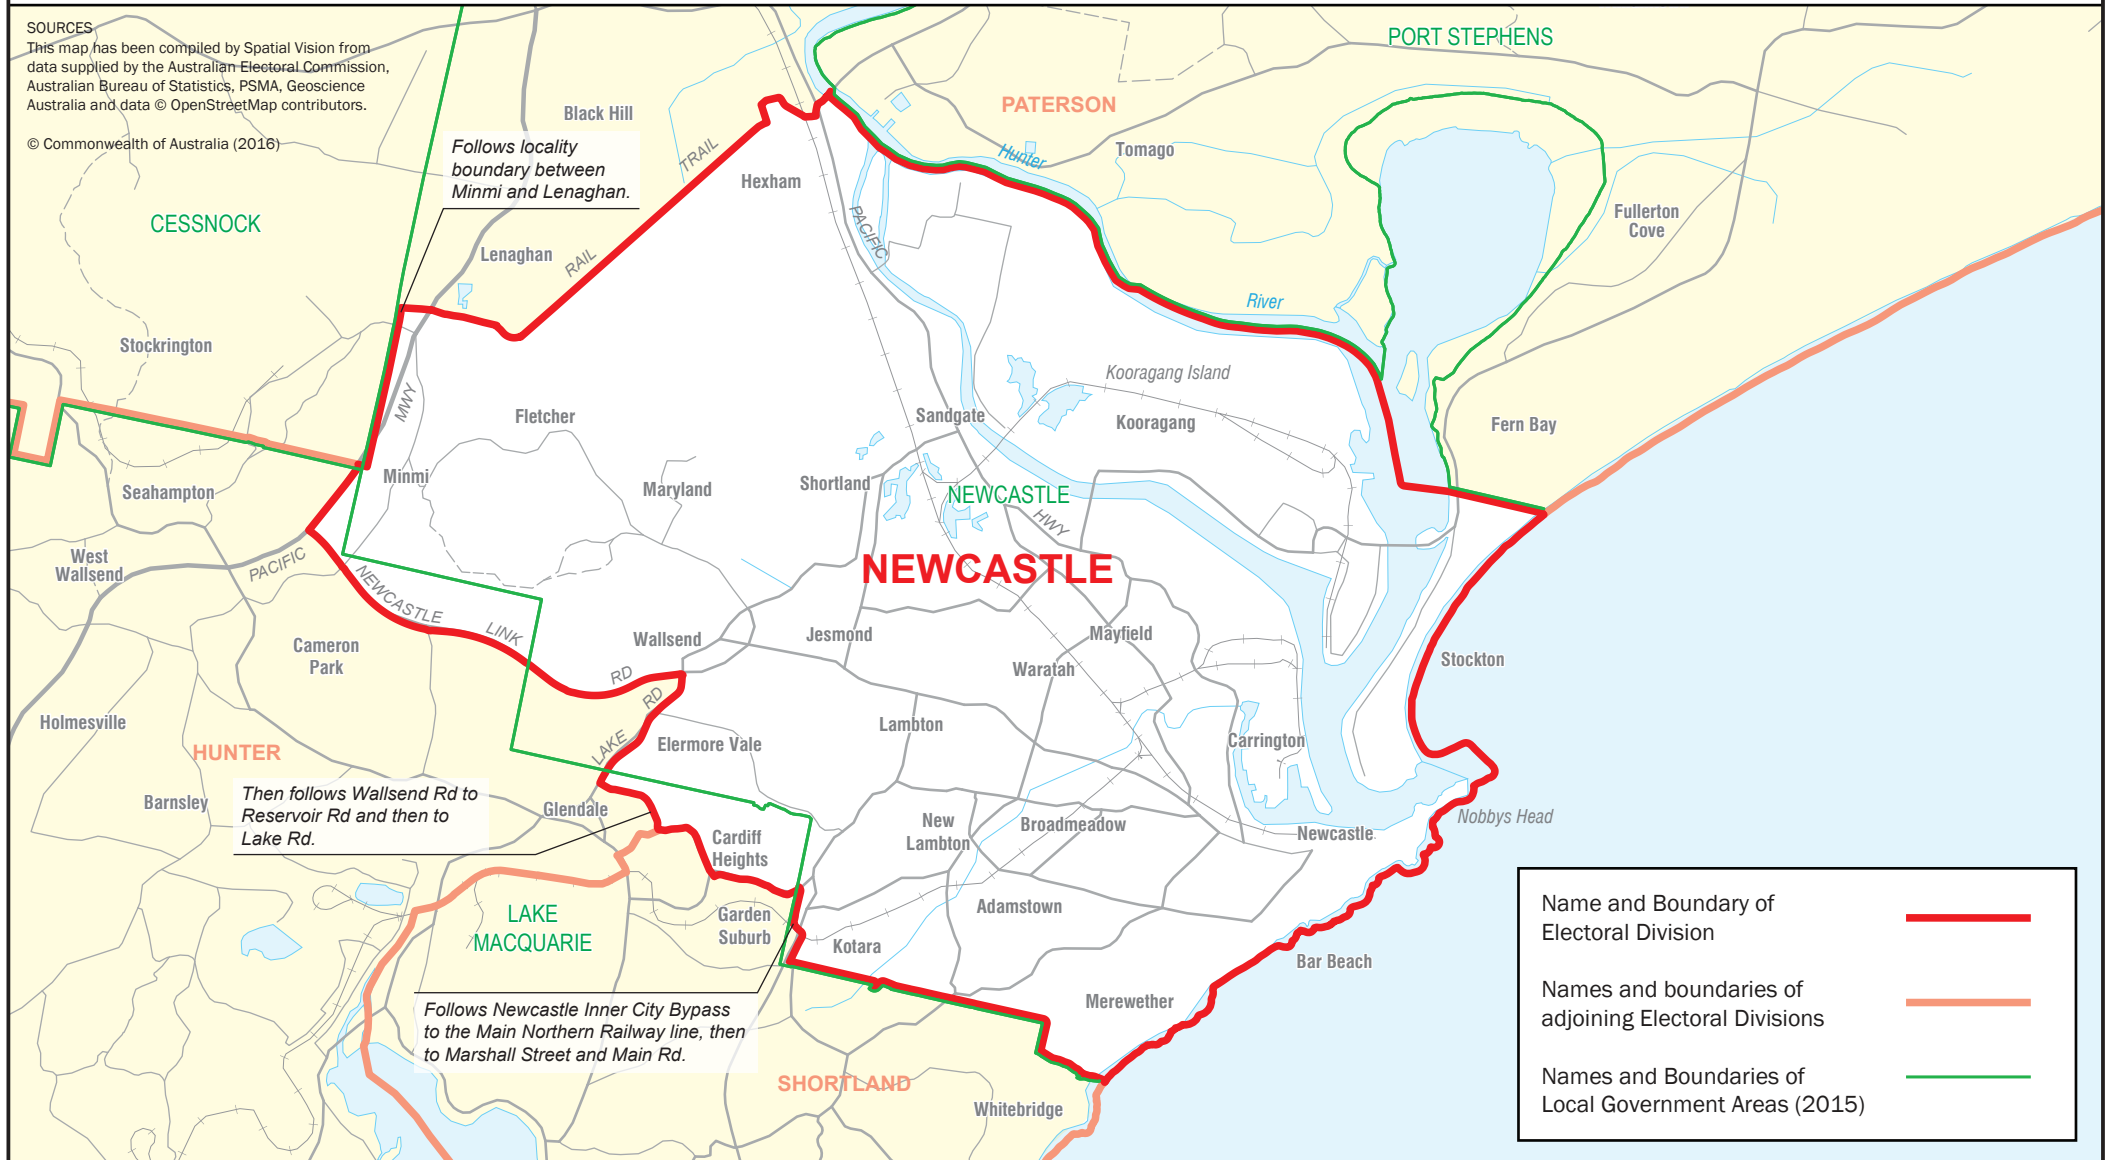 SOURCES
This map has been compiled by Spatial Vision from
data supplied by the Australian Electoral Commission,
Australian Bureau of Statistics, PSMA, Geoscience
Australia and data © OpenStreetMap contributors.
© Commonwealth of Australia (2016)
PORT STEPHENS
PATERSON
Black Hill
Follows locality
boundary between
Minmi and Lenaghan.
TRAIL
Hexham
Hunter
Tomago
CESSNOCK
Lenaghan
RAIL
PACIFIC
Fullerton
Cove
River
Stockrington
Kooragang Island
MWY
Fletcher
Sandgate
Kooragang
Fern Bay
Minmi
Seahampton
Maryland
Shortland
NEWCASTLE
HWY
West
Wallsend
PACIFIC
NEWCASTLE
NEWCASTLE
LINK
RD
Cameron
Park
Wallsend
Jesmond
Mayfield
Waratah
Stockton
Holmesville
HUNTER
LAKE
RD
Elermore Vale
Lambton
Carrington
Barnsley
Then follows Wallsend Rd to
Reservoir Rd and then to
Lake Rd.
Glendale
Cardiff
Heights
New
Lambton
Broadmeadow
Newcastle
Nobbys Head
LAKE
MACQUARIE
Garden
Suburb
Adamstown
Kotara
Bar Beach
Merewether
Follows Newcastle Inner City Bypass
to the Main Northern Railway line, then
to Marshall Street and Main Rd.
SHORTLAND
Whitebridge
Name and Boundary of
Electoral Division
Names and boundaries of
adjoining Electoral Divisions
Names and Boundaries of
Local Government Areas (2015)